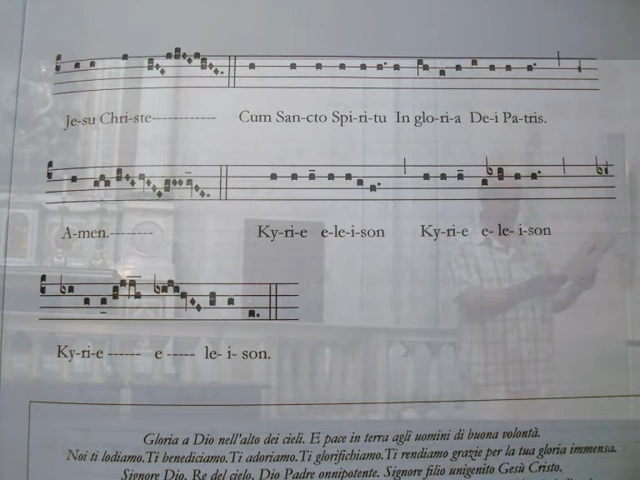 Je-su Chri-ste------------ Cum San-cto Spi-ri-tu In glo-ri-a De-i Pa-tris.
A-men.-------- Ky-ri-e e-le-i-son Ky-ri-e e- le- i-son
Ky-ri-e ------ e ----- le- i- son.
Gloria a Dio nell'alto dei cieli. E pace in terra agli uomini di buona volontà.
Noi ti lodiamo. Ti benediciamo. Ti adoriamo. Ti glorifichiamo. Ti rendiamo grazie per la tua gloria immensa.
Signore Dio, Re del cielo, Dio Padre onnipotente. Signore filio unigenito Gesù Cristo.